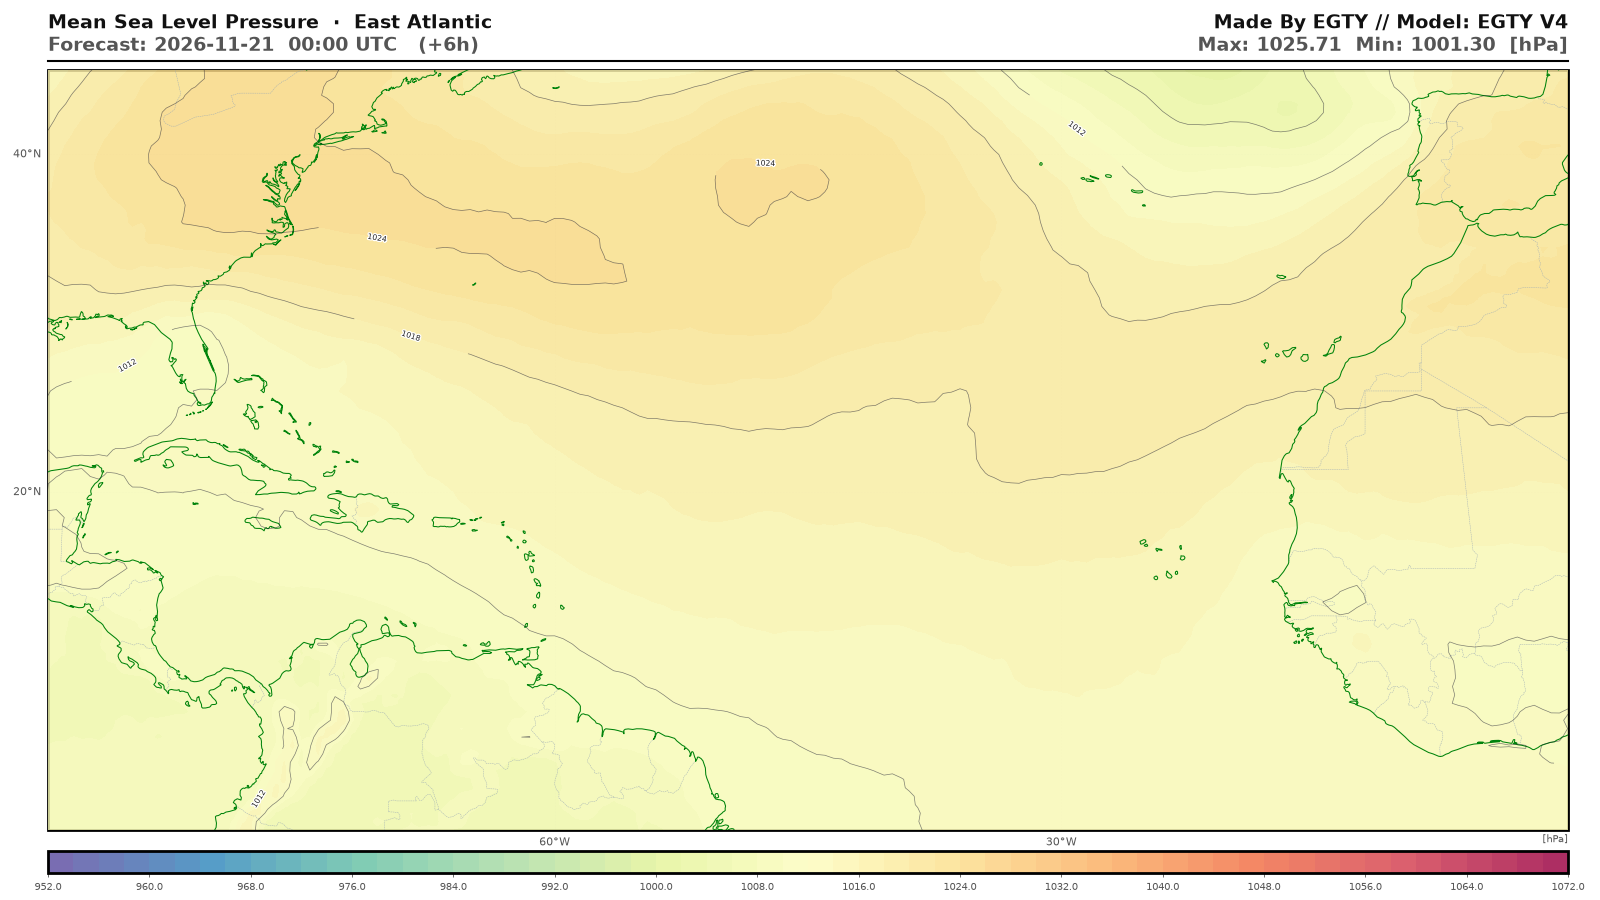 Mean Sea Level Pressure · East Atlantic
Made By EGTY // Model: EGTY V4
Forecast: 2026-11-21 00:00 UTC (+6h)
Max: 1025.71 Min: 1001.30 [hPa]
1012
40°N
1024
1024
1018
1012
20°N
1012
60°W
30°W
[hPa]
952.0
960.0
968.0
976.0
984.0
992.0
1000.0
1008.0
1016.0
1024.0
1032.0
1040.0
1048.0
1056.0
1064.0
1072.0